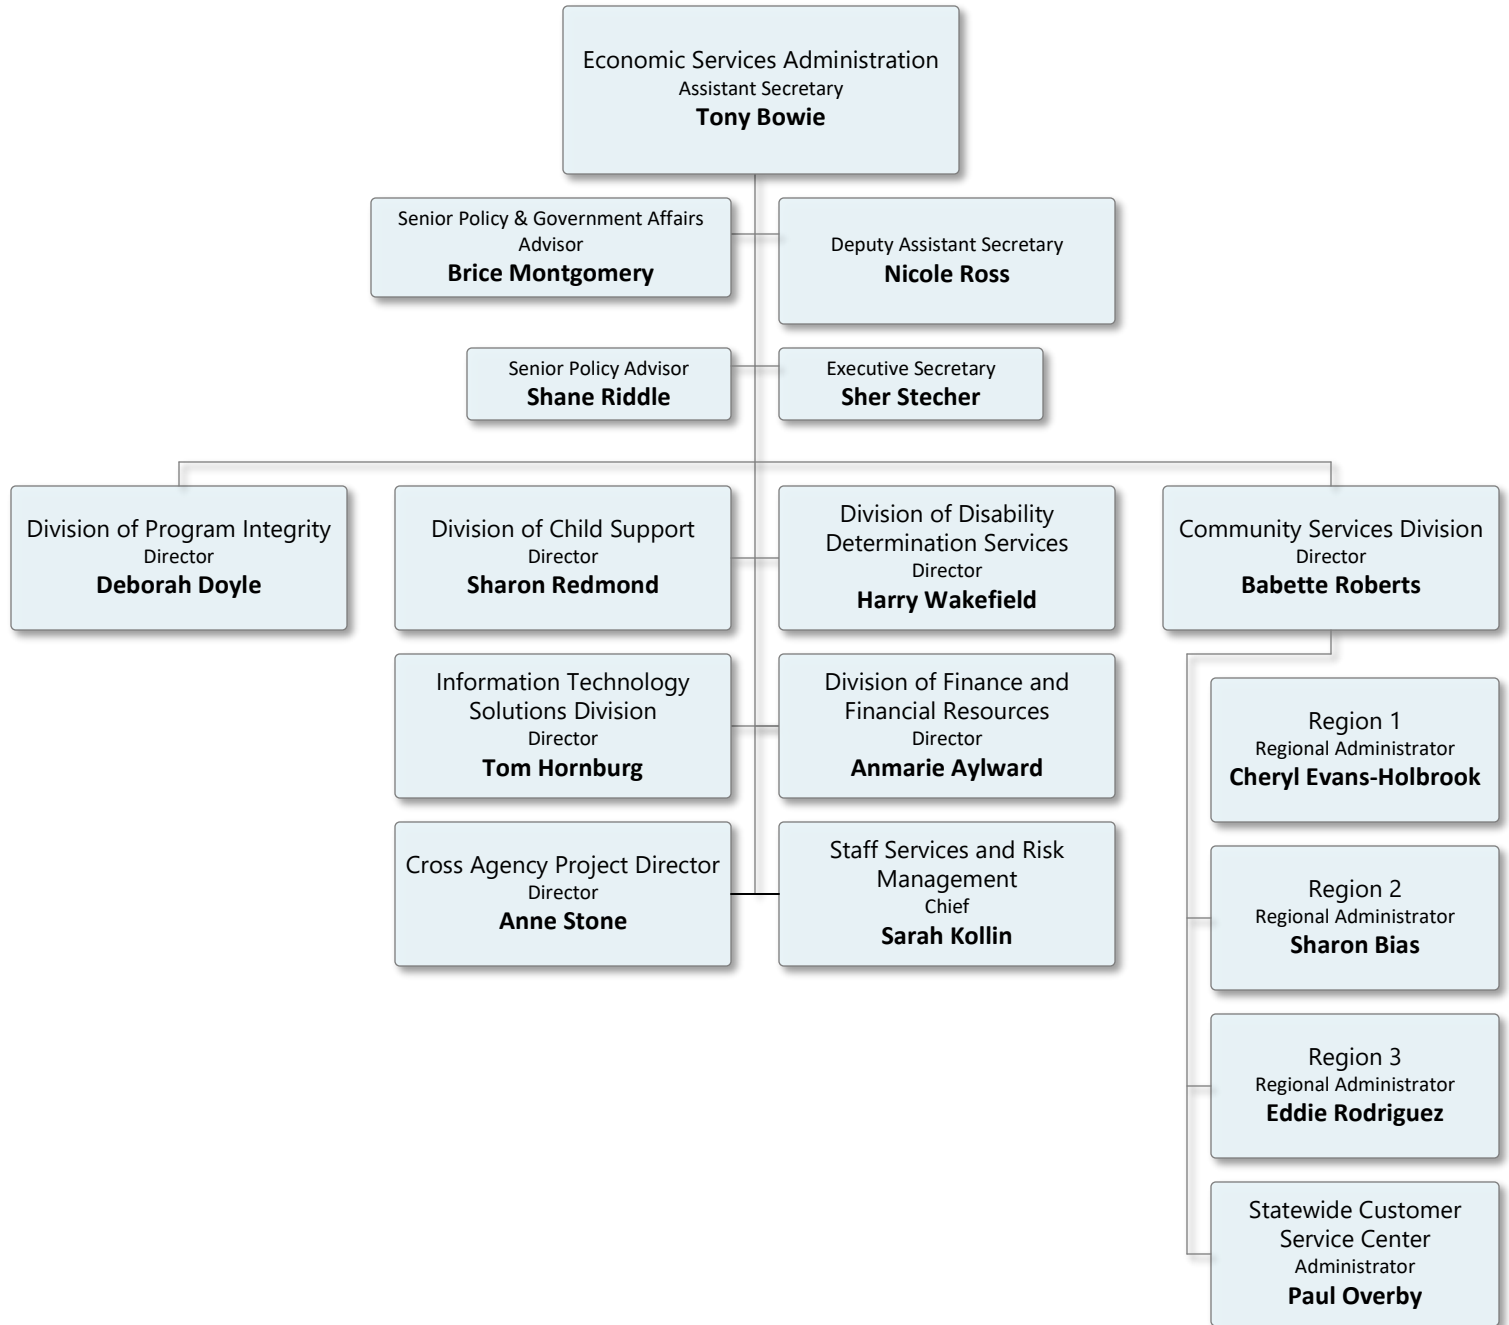 Economic Services Administration
Assistant Secretary
Tony Bowie
Senior Policy & Government Affairs
Advisor
Brice Montgomery
Deputy Assistant Secretary
Nicole Ross
Senior Policy Advisor
Shane Riddle
Executive Secretary
Sher Stecher
Division of Program Integrity
Director
Deborah Doyle
Division of Child Support
Director
Sharon Redmond
Division of Disability
Determination Services
Director
Harry Wakefield
Community Services Division
Director
Babette Roberts
Information Technology
Solutions Division
Director
Tom Hornburg
Division of Finance and
Financial Resources
Director
Anmarie Aylward
Region 1
Regional Administrator
Cheryl Evans-Holbrook
Cross Agency Project Director
Director
Anne Stone
Staff Services and Risk
Management
Chief
Sarah Kollin
Region 2
Regional Administrator
Sharon Bias
Region 3
Regional Administrator
Eddie Rodriguez
Statewide Customer
Service Center
Administrator
Paul Overby